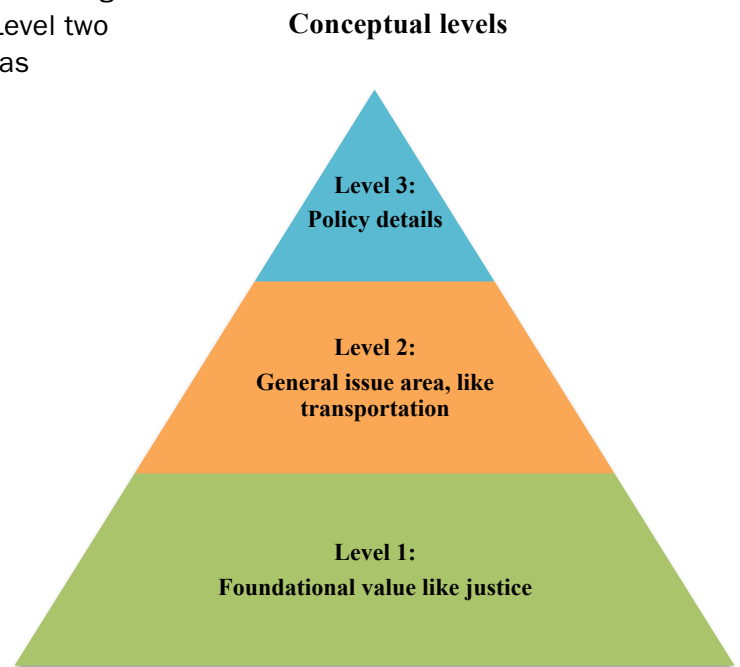 Level two
as
Conceptual levels
Level 3:
Policy details
Level 2:
General issue area, like
transportation
Level 1:
Foundational value like justice